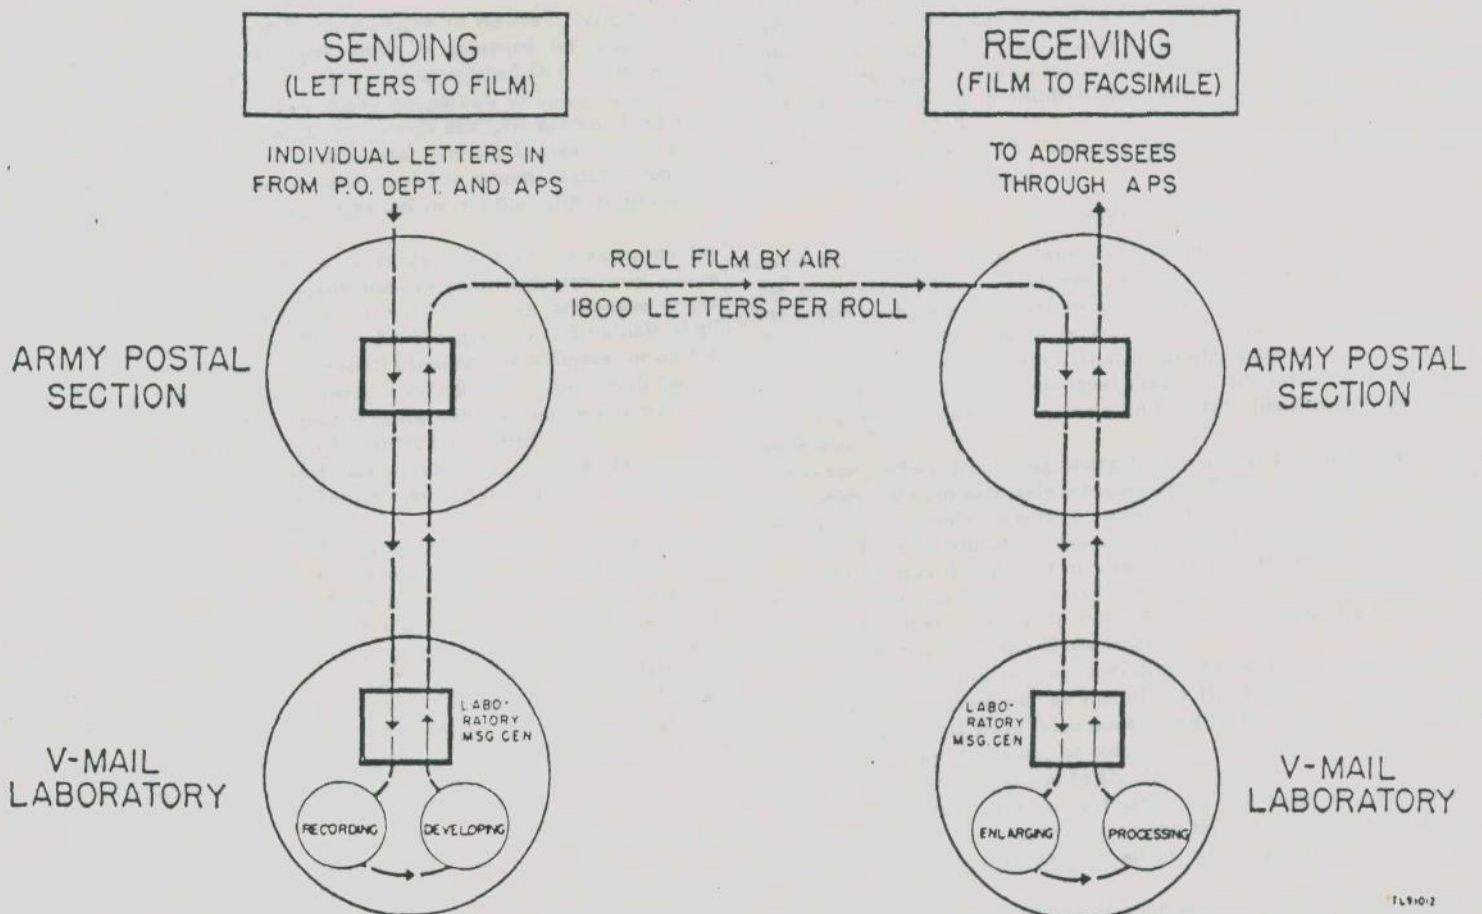 SENDING
(LETTERS TO FILM)
RECEIVING
(FILM TO FACSIMILE)
INDIVIDUAL LETTERS IN
FROM P.O. DEPT. AND APS
TO ADDRESSEES
THROUGH APS
ROLL FILM BY AIR
1800 LETTERS PER ROLL
ARMY POSTAL
SECTION
ARMY POSTAL
SECTION
LABO-
RATORY
MSG. CEN
LABO-
RATORY
MSG. CEN
V-MAIL
LABORATORY
V-MAIL
LABORATORY
RECORDING
DEVELOPING
ENLARGING
PROCESSING